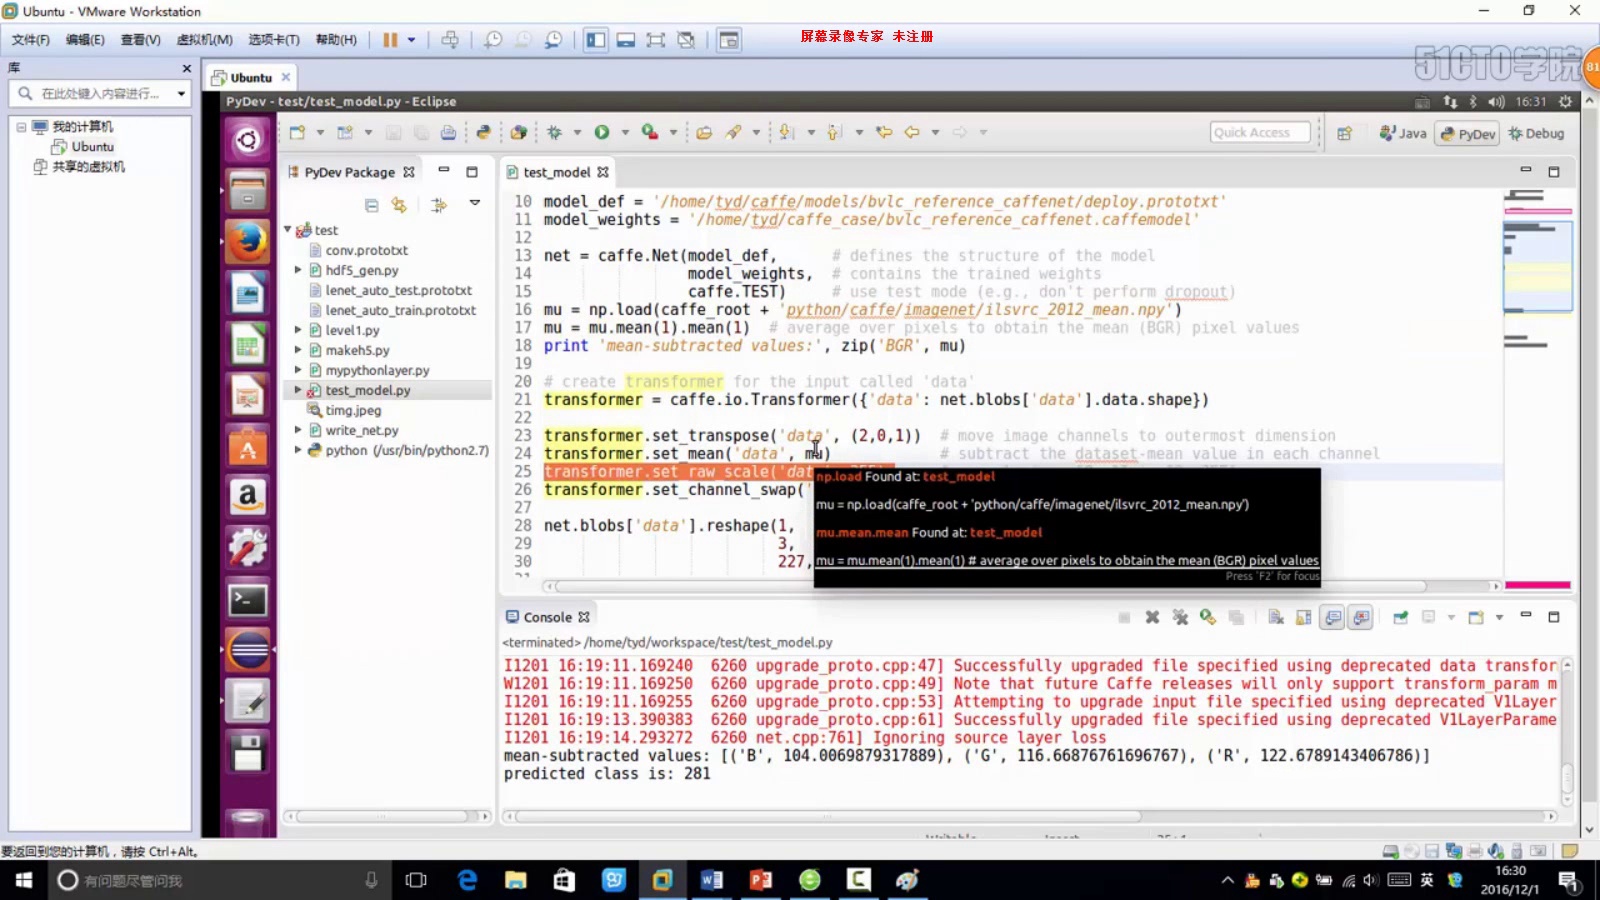 Ubuntu - VMware Workstation
文件(F) 编辑(E) 查看(V) 虚拟机(M) 选项卡(T) 帮助(H)
屏幕录像专家 未注册
51CTO学院
81
库
Ubuntu
在此处键入内容进行...
我的计算机
Ubuntu
共享的虚拟机
PyDev - test/test_model.py - Eclipse
16:31
Quick Access
Java
PyDev
Debug
PyDev Package
test
conv.prototxt
hdf5_gen.py
lenet_auto_test.prototxt
lenet_auto_train.prototxt
level1.py
makeh5.py
mypythonlayer.py
test_model.py
timg.jpeg
write_net.py
python (/usr/bin/python2.7)
test_model
10 model_def = '/home/tyd/caffe/models/bvlc_reference_caffenet/deploy.prototxt'
11 model_weights = '/home/tyd/caffe_case/bvlc_reference_caffenet.caffemodel'
12
13 net = caffe.Net(model_def, # defines the structure of the model
14 model_weights, # contains the trained weights
15 caffe.TEST) # use test mode (e.g., don't perform dropout)
16 mu = np.load(caffe_root + 'python/caffe/imagenet/ilsvrc_2012_mean.npy')
17 mu = mu.mean(1).mean(1) # average over pixels to obtain the mean (BGR) pixel values
18 print 'mean-subtracted values:', zip('BGR', mu)
19
20 # create transformer for the input called 'data'
21 transformer = caffe.io.Transformer({'data': net.blobs['data'].data.shape})
22
23 transformer.set_transpose('data', (2,0,1)) # move image channels to outermost dimension
24 transformer.set_mean('data', mu) # subtract the dataset-mean value in each channel
25 transformer.set_raw_scale('dat
26 transformer.set_channel_swap('
27
28 net.blobs['data'].reshape(1,
29 3,
30 227,
np.load Found at: test_model
mu = np.load(caffe_root + 'python/caffe/imagenet/ilsvrc_2012_mean.npy')
mu.mean.mean Found at: test_model
mu = mu.mean(1).mean(1) # average over pixels to obtain the mean (BGR) pixel values
Press 'F2' for focus
Console
<terminated> /home/tyd/workspace/test/test_model.py
I1201 16:19:11.169240 6260 upgrade_proto.cpp:47] Successfully upgraded file specified using deprecated data transfor
W1201 16:19:11.169250 6260 upgrade_proto.cpp:49] Note that future Caffe releases will only support transform_param m
I1201 16:19:11.169255 6260 upgrade_proto.cpp:53] Attempting to upgrade input file specified using deprecated V1Layer
I1201 16:19:13.390383 6260 upgrade_proto.cpp:61] Successfully upgraded file specified using deprecated V1LayerParame
I1201 16:19:14.293272 6260 net.cpp:761] Ignoring source layer loss
mean-subtracted values: [('B', 104.0069879317889), ('G', 116.66876761696767), ('R', 122.6789143406786)]
predicted class is: 281
要返回到您的计算机，请按 Ctrl+Alt。
有问题尽管问我
英
16:30
2016/12/1